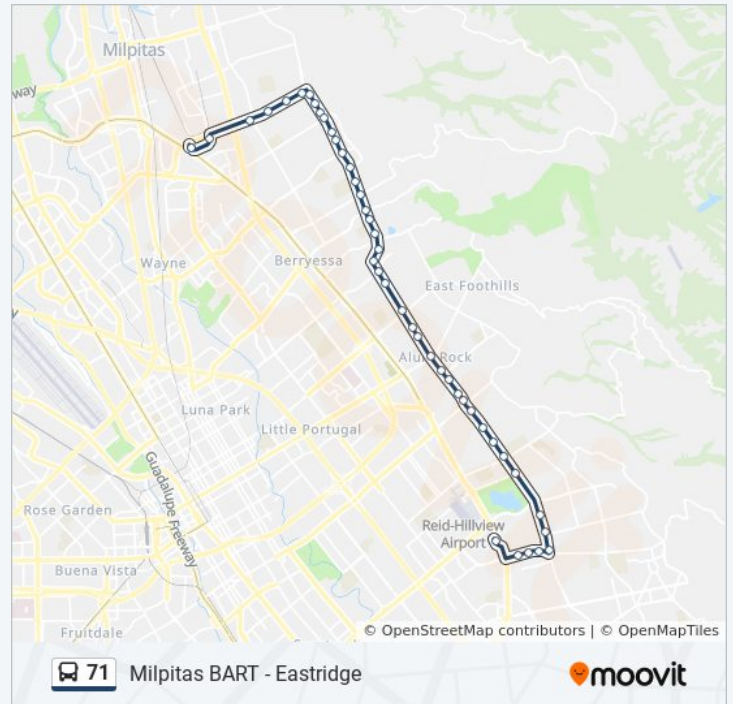 Milpitas
way
Wayne
Berryessa
East Foothills
Alum Rock
Luna Park
Little Portugal
Guadalupe Freeway
Rose Garden
Reid-Hillview
Airport
Buena Vista
Fruitdale
© OpenStreetMap contributors | © OpenMapTiles
71 Milpitas BART - Eastridge
moovit